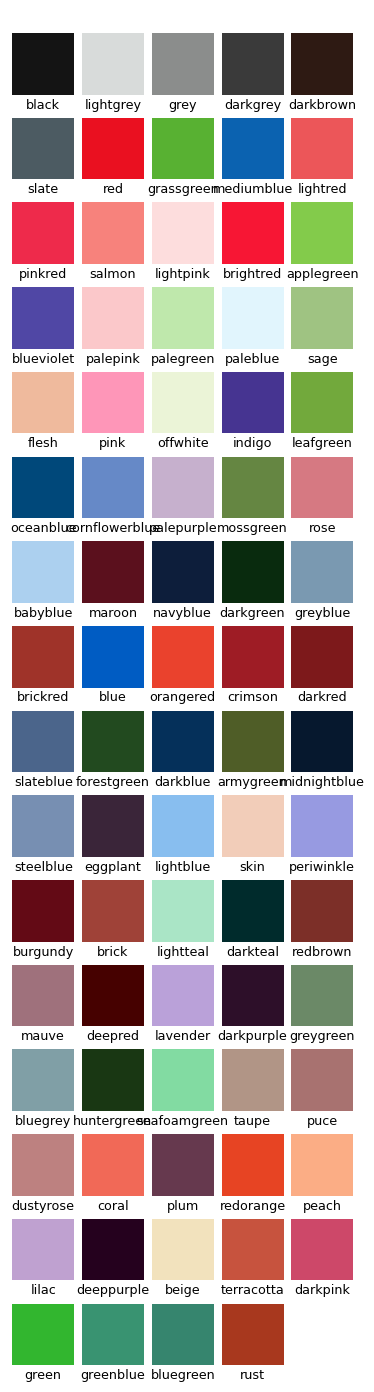 black lightgrey grey darkgrey darkbrown
slate red grassgreen mediumblue lightred
pinkred salmon lightpink brightred applegreen
blueviolet palepink palegreen paleblue sage
flesh pink offwhite indigo leafgreen
oceanblue cornflowerblue palepurple mossgreen rose
babyblue maroon navyblue darkgreen greyblue
brickred blue orangered crimson darkred
slateblue forestgreen darkblue armygreen midnightblue
steelblue eggplant lightblue skin periwinkle
burgundy brick lightteal darkteal redbrown
mauve deepred lavender darkpurple greygreen
bluegrey huntergreen seafoamgreen taupe puce
dustyrose coral plum redorange peach
lilac deeppurple beige terracotta darkpink
green greenblue bluegreen rust